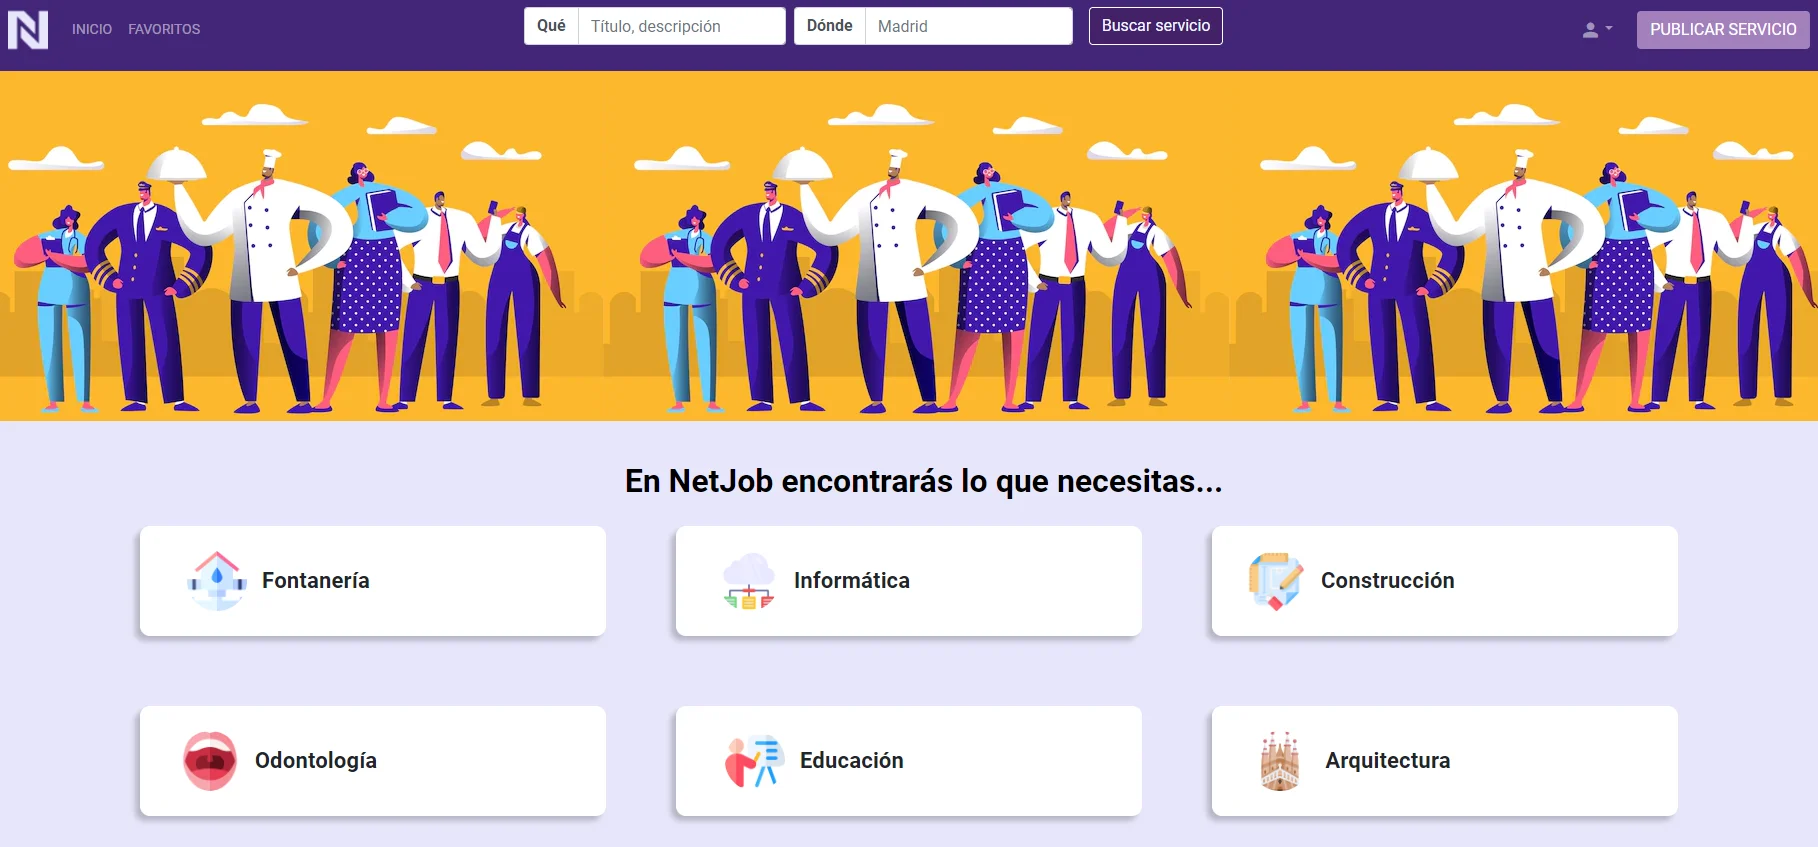 N INICIO FAVORITOS Qué Título, descripción Dónde Madrid Buscar servicio PUBLICAR SERVICIO
En NetJob encontrarás lo que necesitas...
Fontanería Informática Construcción
Odontología Educación Arquitectura